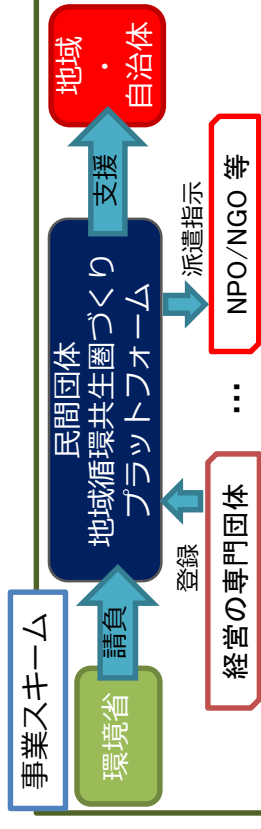 事業スキーム
環境省
請負
民間団体
地域循環共生圏づくり
プラットフォーム
支援
地域
・
自治体
登録
派遣指示
経営の専門団体
…
NPO/NGO 等